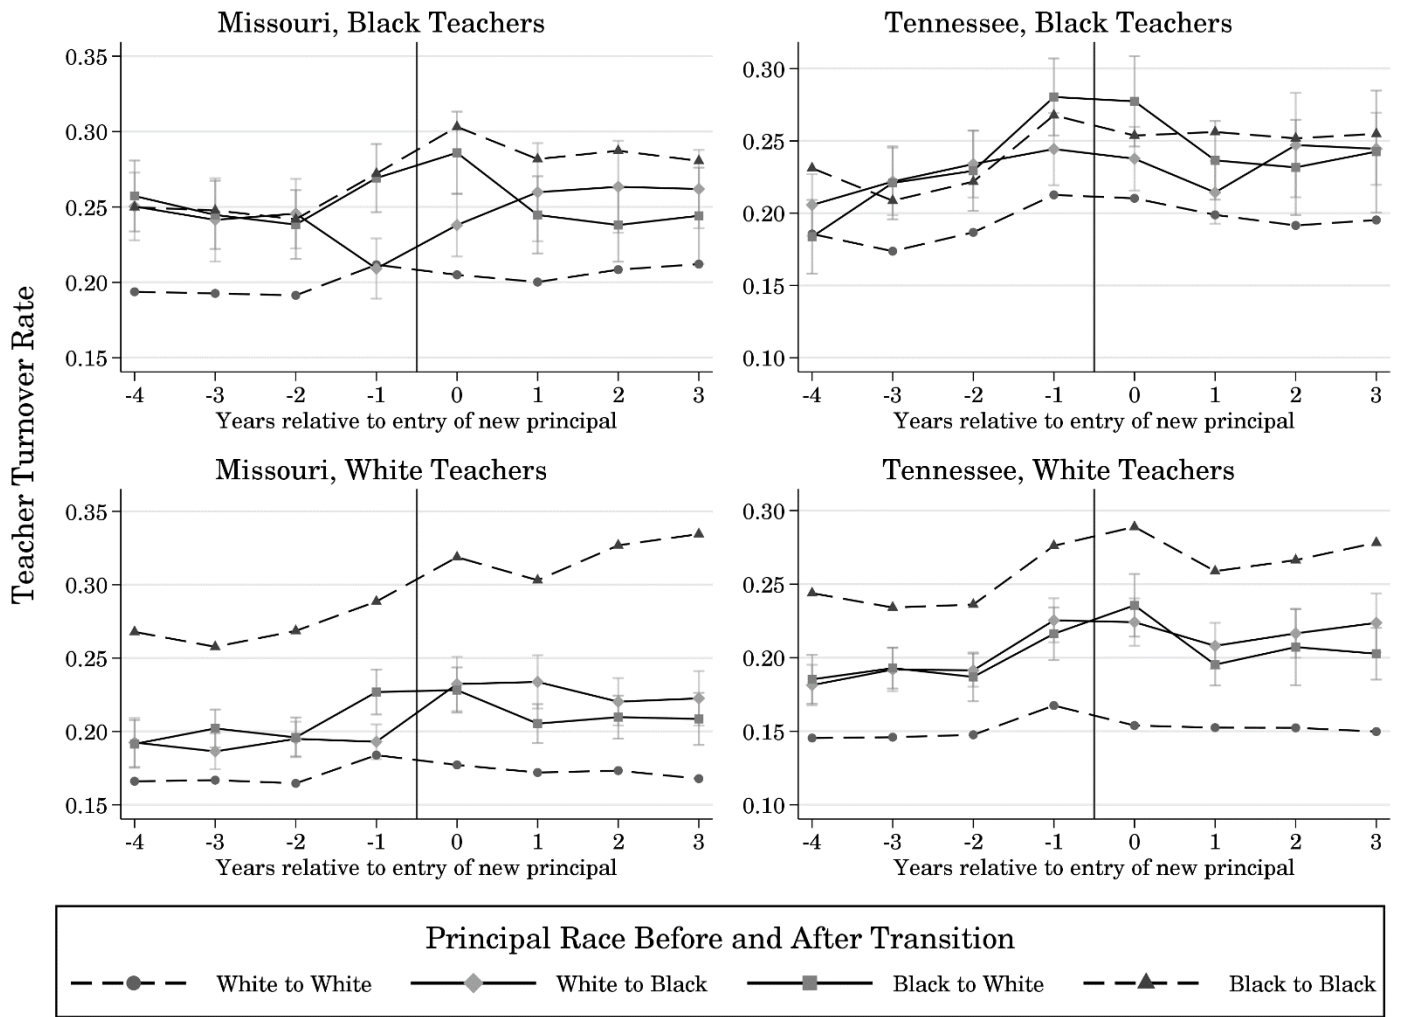 Missouri, Black Teachers
0.35
0.30
0.25
0.20
0.15
-4 -3 -2 -1 0 1 2 3
Years relative to entry of new principal
Tennessee, Black Teachers
0.30
0.25
0.20
0.15
0.10
-4 -3 -2 -1 0 1 2 3
Years relative to entry of new principal
Teacher Turnover Rate
Missouri, White Teachers
0.35
0.30
0.25
0.20
0.15
-4 -3 -2 -1 0 1 2 3
Years relative to entry of new principal
Tennessee, White Teachers
0.30
0.25
0.20
0.15
0.10
-4 -3 -2 -1 0 1 2 3
Years relative to entry of new principal
Principal Race Before and After Transition
White to White White to Black Black to White Black to Black